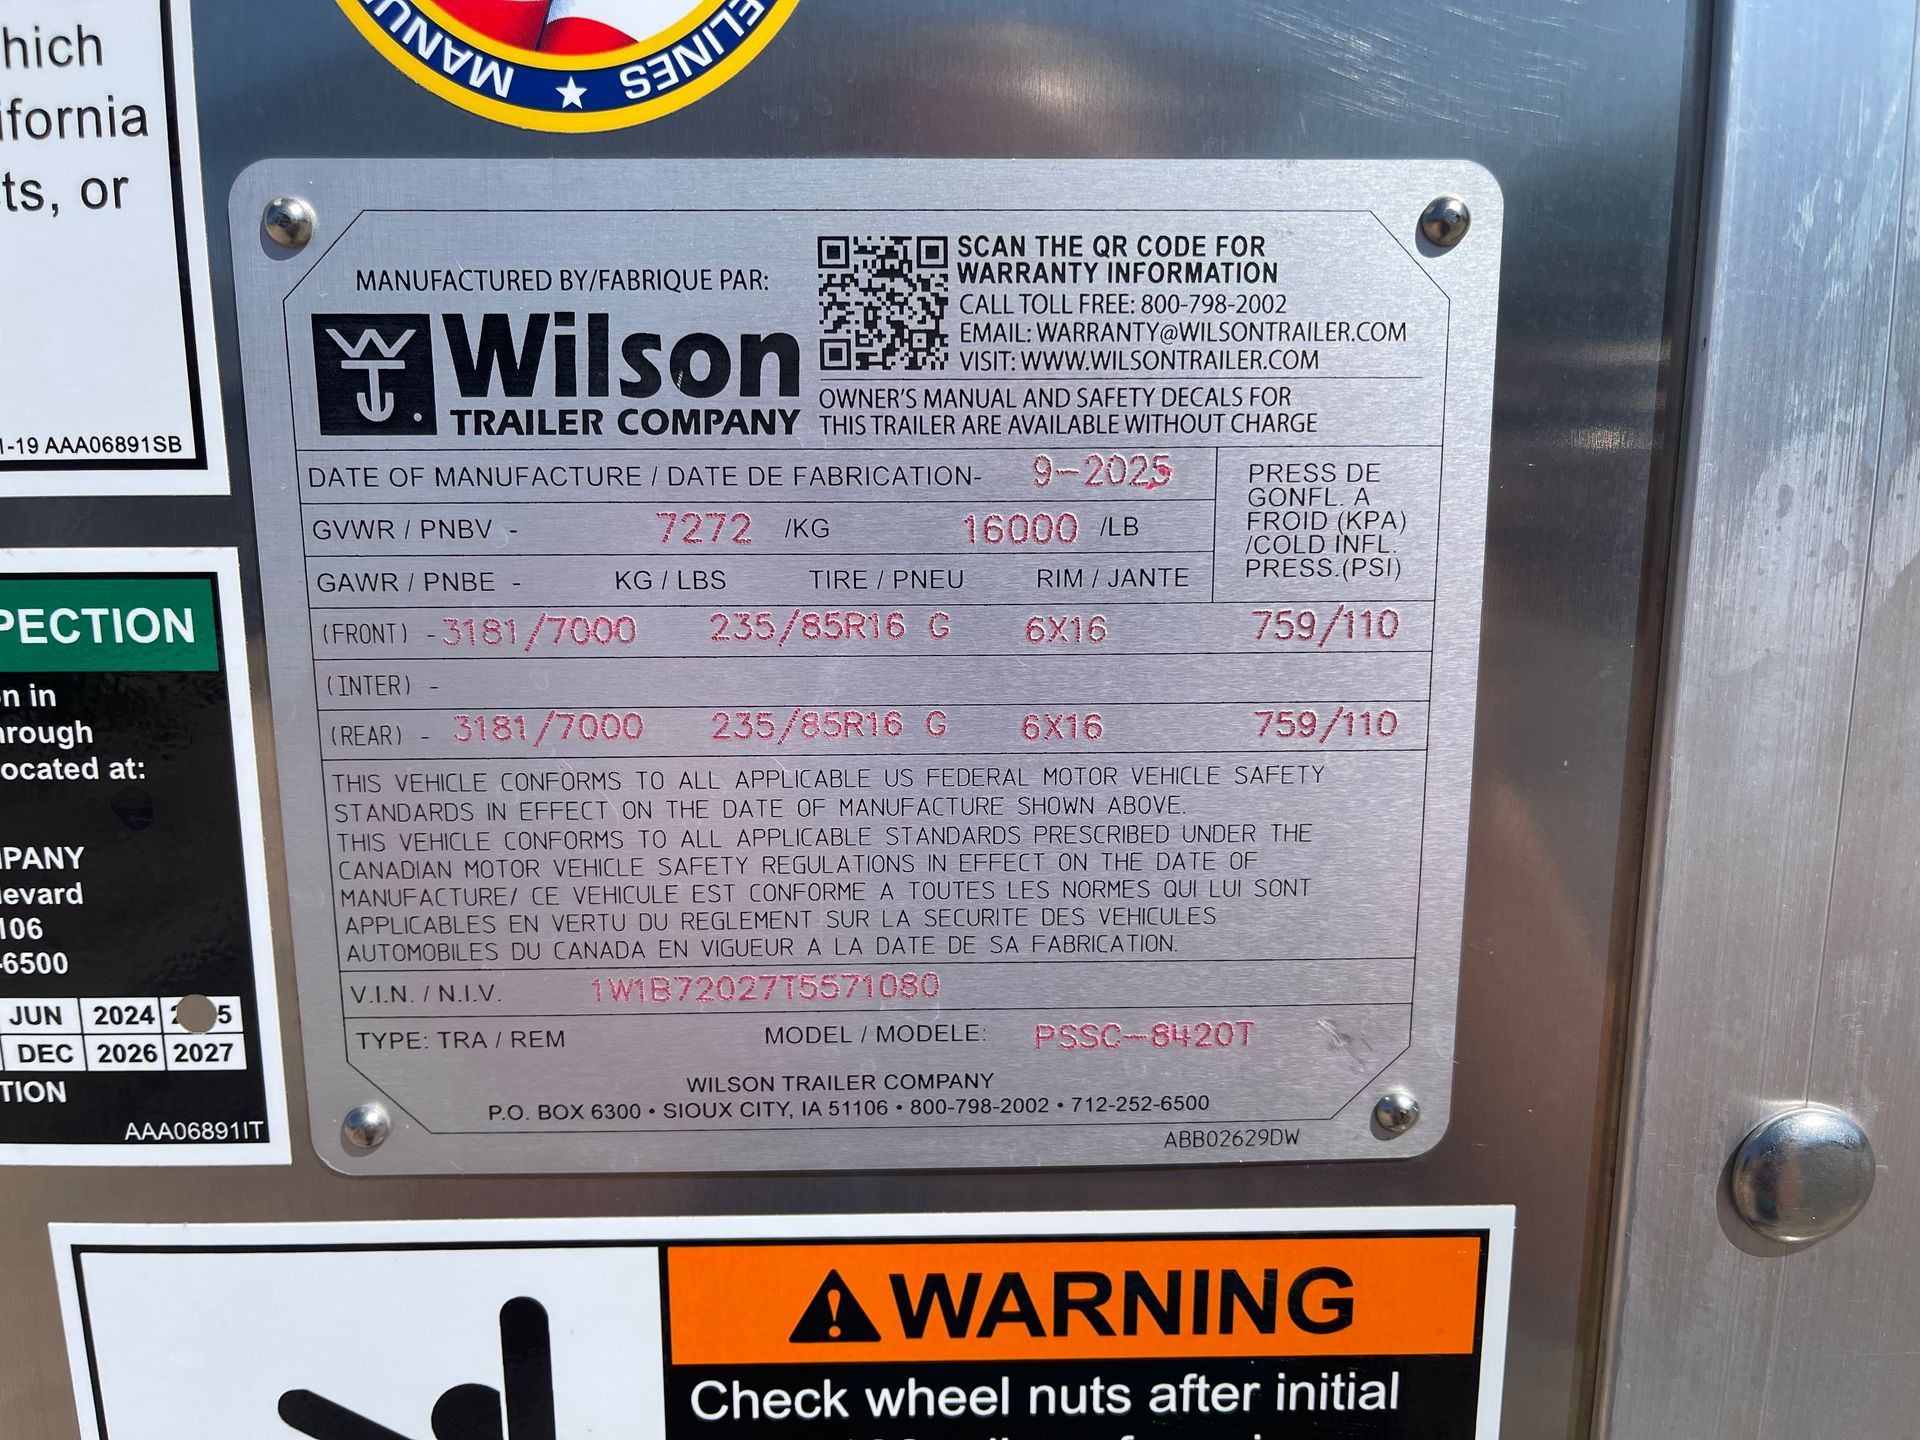 hich
ifornia
ts, or
1-19 AAA06891SB
MANU ★ ELINES
MANUFACTURED BY/FABRIQUE PAR:
Wilson
TRAILER COMPANY
SCAN THE QR CODE FOR
WARRANTY INFORMATION
CALL TOLL FREE: 800-798-2002
EMAIL: WARRANTY@WILSONTRAILER.COM
VISIT: WWW.WILSONTRAILER.COM
OWNER'S MANUAL AND SAFETY DECALS FOR
THIS TRAILER ARE AVAILABLE WITHOUT CHARGE
DATE OF MANUFACTURE / DATE DE FABRICATION- 9-2025
GVWR / PNBV - 7272 /KG 16000 /LB
PRESS DE
GONFL. A
FROID (KPA)
/COLD INFL.
PRESS.(PSI)
GAWR / PNBE - KG / LBS TIRE / PNEU RIM / JANTE
(FRONT) - 3181/7000 235/85R16 G 6X16 759/110
(INTER) -
(REAR) - 3181/7000 235/85R16 G 6X16 759/110
THIS VEHICLE CONFORMS TO ALL APPLICABLE US FEDERAL MOTOR VEHICLE SAFETY
STANDARDS IN EFFECT ON THE DATE OF MANUFACTURE SHOWN ABOVE.
THIS VEHICLE CONFORMS TO ALL APPLICABLE STANDARDS PRESCRIBED UNDER THE
CANADIAN MOTOR VEHICLE SAFETY REGULATIONS IN EFFECT ON THE DATE OF
MANUFACTURE/ CE VEHICULE EST CONFORME A TOUTES LES NORMES QUI LUI SONT
APPLICABLES EN VERTU DU REGLEMENT SUR LA SECURITE DES VEHICULES
AUTOMOBILES DU CANADA EN VIGUEUR A LA DATE DE SA FABRICATION.
V.I.N. / N.I.V. 1W1B72027T5571080
TYPE: TRA / REM MODEL / MODELE: PSSC-8420T
WILSON TRAILER COMPANY
P.O. BOX 6300 • SIOUX CITY, IA 51106 • 800-798-2002 • 712-252-6500
ABB02629DW
PECTION
n in
hrough
ocated at:
MPANY
levard
106
-6500
JUN 2024 2 5
DEC 2026 2027
TION
AAA06891IT
WARNING
Check wheel nuts after initial